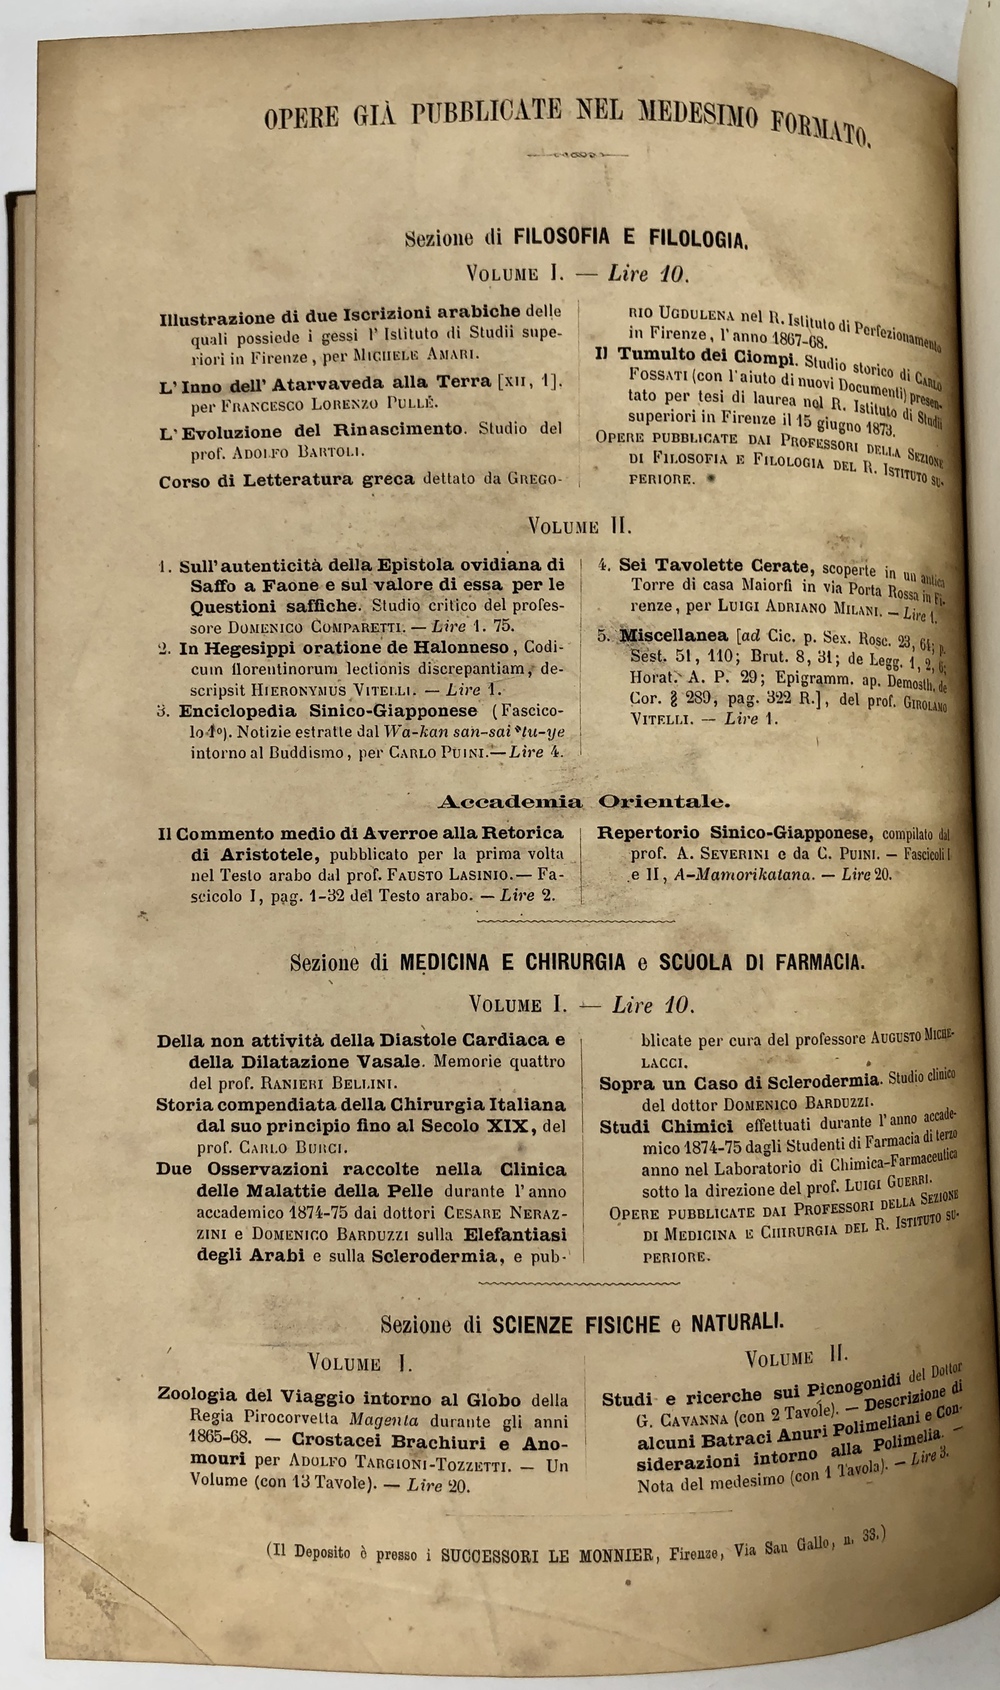 OPERE GIÀ PUBBLICATE NEL MEDESIMO FORMATO.
Sezione di FILOSOFIA E FILOLOGIA.
VOLUME I. — Lire 10.
Illustrazione di due Iscrizioni arabiche delle
quali possiede i gessi l' Istituto di Studii supe-
riori in Firenze, per MICHELE AMARI.
L' Inno dell' Atarvaveda alla Terra [XII, 1].
per FRANCESCO LORENZO PULLÉ.
L' Evoluzione del Rinascimento. Studio del
prof. ADOLFO BARTOLI.
Corso di Letteratura greca dettato da GREGO-
RIO UGDULENA nel R. Istituto di Perfezionamento
in Firenze, l'anno 1867-68.
Il Tumulto dei Ciompi. Studio storico di CARLO
FOSSATI (con l'aiuto di nuovi Documenti) presen-
tato per tesi di laurea nel R. Istituto di Studii
superiori in Firenze il 15 giugno 1873.
OPERE PUBBLICATE DAI PROFESSORI DELLA SEZIONE
DI FILOSOFIA E FILOLOGIA DEL R. ISTITUTO SU-
PERIORE.
VOLUME II.
1. Sull' autenticità della Epistola ovidiana di
Saffo a Faone e sul valore di essa per le
Questioni saffiche. Studio critico del profes-
sore DOMENICO COMPARETTI. — Lire 1. 75.
2. In Hegesippi oratione de Halonneso, Codi-
cum florentinorum lectionis discrepantiam, de-
scripsit HIERONYMUS VITELLI. — Lire 1.
3. Enciclopedia Sinico-Giapponese (Fascico-
lo 1º). Notizie estratte dal Wa-kan san-sai tu-ye
intorno al Buddismo, per CARLO PUINI. — Lire 4.
4. Sei Tavolette Cerate, scoperte in un antica
Torre di casa Maiorfi in via Porta Rossa in Fi-
renze, per LUIGI ADRIANO MILANI. — Lire 1.
5. Miscellanea [ad Cic. p. Sex. Rosc. 23, 64; p.
Sest. 51, 110; Brut. 8, 31; de Legg. 1, 2, 6;
Horat. A. P. 29; Epigramm. ap. Demosth. de
Cor. § 289, pag. 322 R.], del prof. GIROLAMO
VITELLI. — Lire 1.
Accademia Orientale.
Il Commento medio di Averroe alla Retorica
di Aristotele, pubblicato per la prima volta
nel Testo arabo dal prof. FAUSTO LASINIO. — Fa-
scicolo I, pag. 1-32 del Testo arabo. — Lire 2.
Repertorio Sinico-Giapponese, compilato dal
prof. A. SEVERINI e da C. PUINI. — Fascicoli I
e II, A-Mamorikatana. — Lire 20.
Sezione di MEDICINA E CHIRURGIA e SCUOLA DI FARMACIA.
VOLUME I. — Lire 10.
Della non attività della Diastole Cardiaca e
della Dilatazione Vasale. Memorie quattro
del prof. RANIERI BELLINI.
Storia compendiata della Chirurgia Italiana
dal suo principio fino al Secolo XIX, del
prof. CARLO BURCI.
Due Osservazioni raccolte nella Clinica
delle Malattie della Pelle durante l' anno
accademico 1874-75 dai dottori CESARE NERAZ-
ZINI e DOMENICO BARDUZZI sulla Elefantiasi
degli Arabi e sulla Sclerodermia, e pub-
blicate per cura del professore AUGUSTO MICHE-
LACCI.
Sopra un Caso di Sclerodermia. Studio clinico
del dottor DOMENICO BARDUZZI.
Studi Chimici effettuati durante l' anno accade-
mico 1874-75 dagli Studenti di Farmacia di terzo
anno nel Laboratorio di Chimica-Farmaceutica
sotto la direzione del prof. LUIGI GUERRI.
OPERE PUBBLICATE DAI PROFESSORI DELLA SEZIONE
DI MEDICINA E CHIRURGIA DEL R. ISTITUTO SU-
PERIORE.
Sezione di SCIENZE FISICHE e NATURALI.
VOLUME I.
Zoologia del Viaggio intorno al Globo della
Regia Pirocorvetta Magenta durante gli anni
1865-68. — Crostacei Brachiuri e Ano-
mouri per ADOLFO TARGIONI-TOZZETTI. — Un
Volume (con 13 Tavole). — Lire 20.
VOLUME II.
Studi e ricerche sui Picnogonidi del Dottor
G. CAVANNA (con 2 Tavole). — Descrizione di
alcuni Batraci Anuri Polimeliani e Con-
siderazioni intorno alla Polimelia. —
Nota del medesimo (con 1 Tavola). — Lire 3.
(Il Deposito è presso i SUCCESSORI LE MONNIER, Firenze, Via San Gallo, n. 33.)